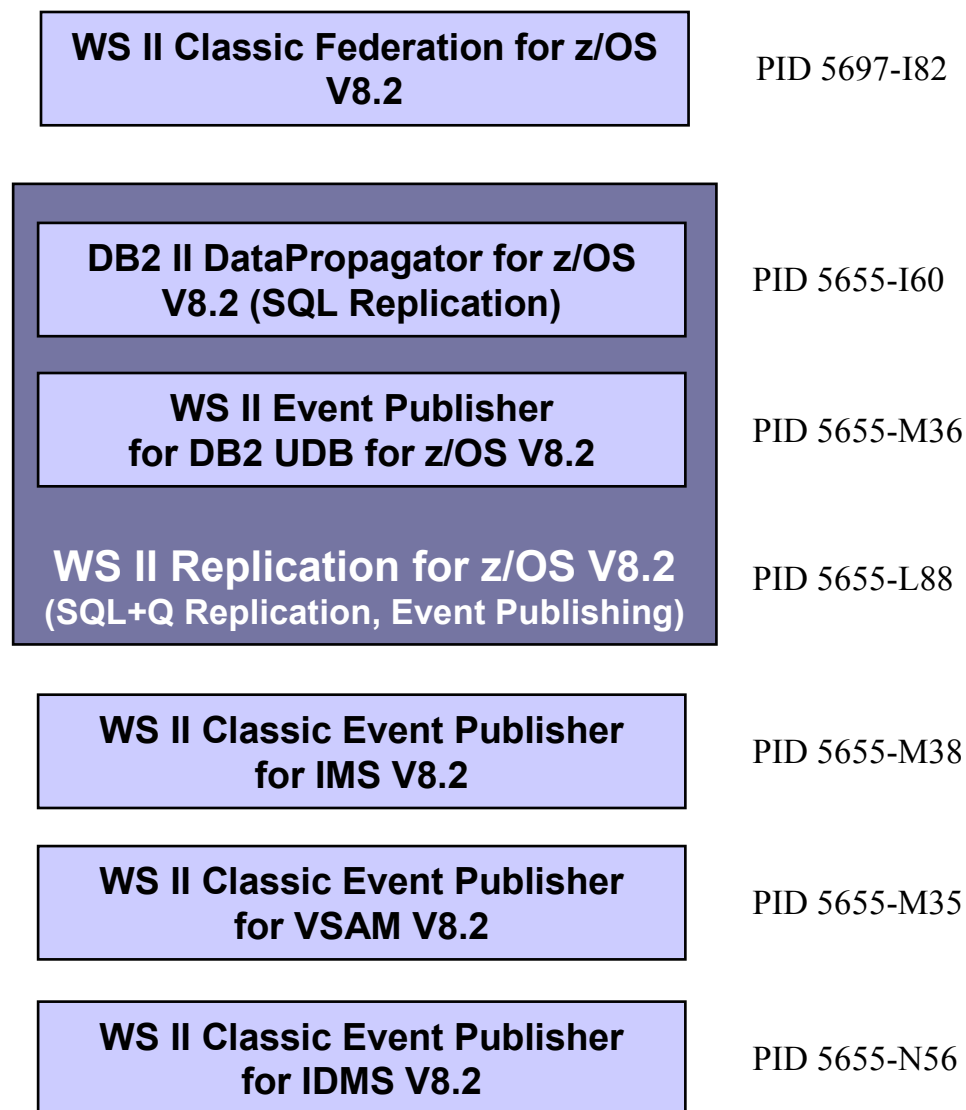 WS II Classic Federation for z/OS
V8.2
PID 5697-I82
DB2 II DataPropagator for z/OS
V8.2 (SQL Replication)
PID 5655-I60
WS II Event Publisher
for DB2 UDB for z/OS V8.2
PID 5655-M36
WS II Replication for z/OS V8.2
(SQL+Q Replication, Event Publishing)
PID 5655-L88
WS II Classic Event Publisher
for IMS V8.2
PID 5655-M38
WS II Classic Event Publisher
for VSAM V8.2
PID 5655-M35
WS II Classic Event Publisher
for IDMS V8.2
PID 5655-N56